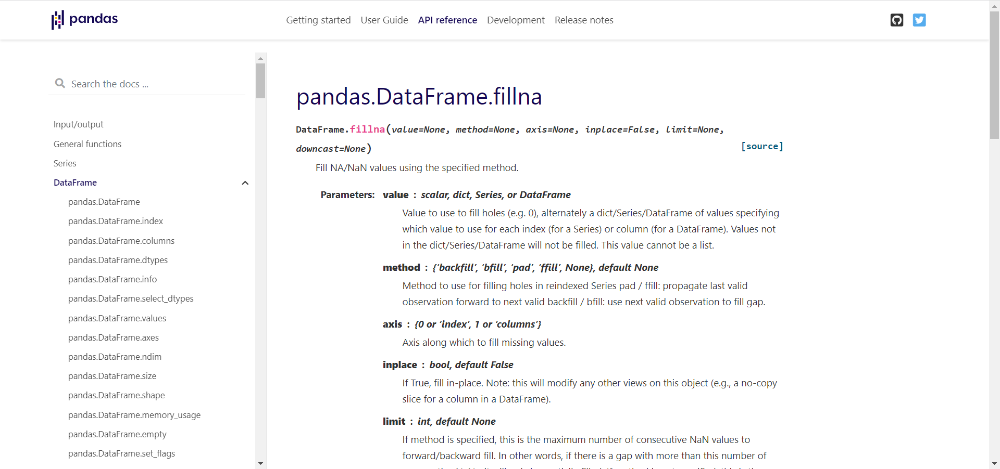 pandas
Getting started User Guide API reference Development Release notes
Search the docs ...
Input/output
General functions
Series
DataFrame
pandas.DataFrame
pandas.DataFrame.index
pandas.DataFrame.columns
pandas.DataFrame.dtypes
pandas.DataFrame.info
pandas.DataFrame.select_dtypes
pandas.DataFrame.values
pandas.DataFrame.axes
pandas.DataFrame.ndim
pandas.DataFrame.size
pandas.DataFrame.shape
pandas.DataFrame.memory_usage
pandas.DataFrame.empty
pandas.DataFrame.set_flags
pandas.DataFrame.fillna
DataFrame.fillna(value=None, method=None, axis=None, inplace=False, limit=None,
downcast=None)
[source]
Fill NA/NaN values using the specified method.
Parameters: value : scalar, dict, Series, or DataFrame
Value to use to fill holes (e.g. 0), alternately a dict/Series/DataFrame of values specifying
which value to use for each index (for a Series) or column (for a DataFrame). Values not
in the dict/Series/DataFrame will not be filled. This value cannot be a list.
method : {‘backfill’, ‘bfill’, ‘pad’, ‘ffill’, None}, default None
Method to use for filling holes in reindexed Series pad / ffill: propagate last valid
observation forward to next valid backfill / bfill: use next valid observation to fill gap.
axis : {0 or ‘index’, 1 or ‘columns’}
Axis along which to fill missing values.
inplace : bool, default False
If True, fill in-place. Note: this will modify any other views on this object (e.g., a no-copy
slice for a column in a DataFrame).
limit : int, default None
If method is specified, this is the maximum number of consecutive NaN values to
forward/backward fill. In other words, if there is a gap with more than this number of